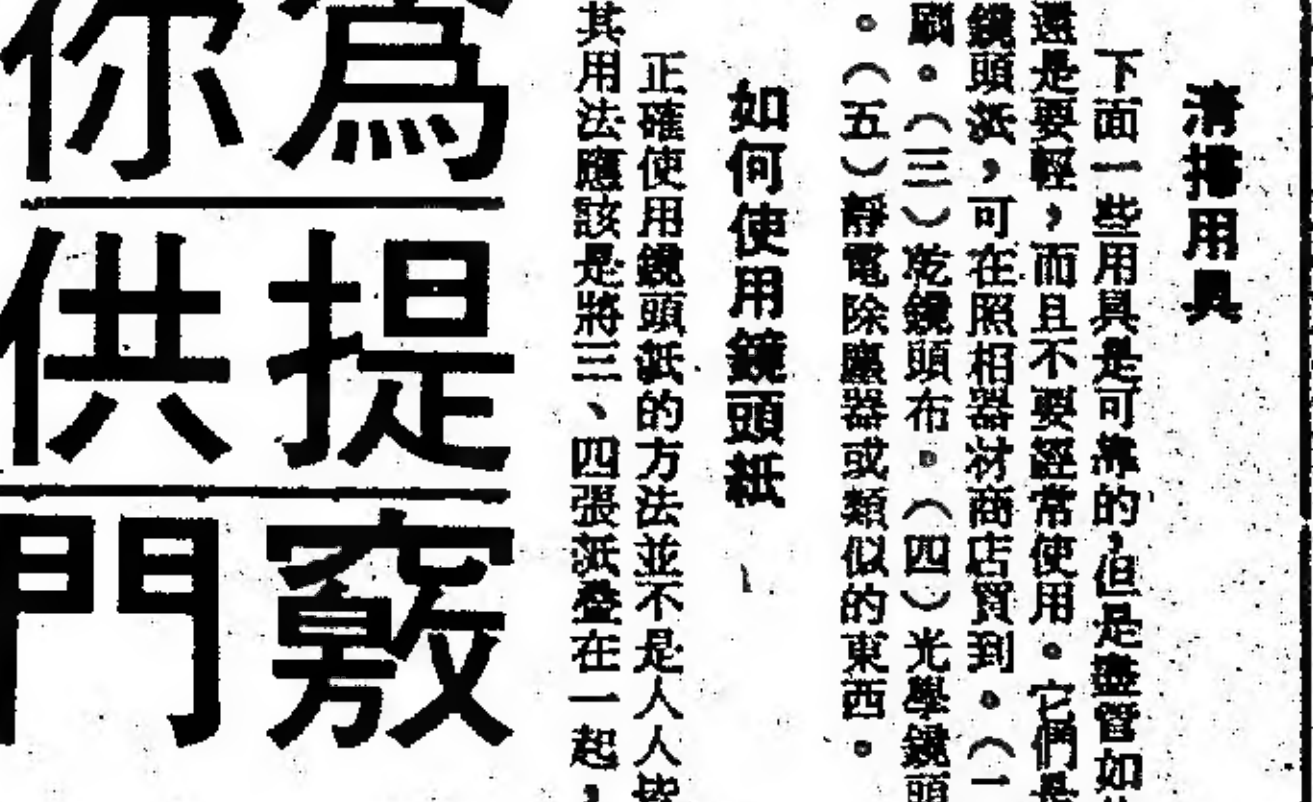 清掃用具
下面一些用具是可靠的，但是儘管如
還是要輕，而且不要經常使用。它們是
鏡頭紙，可在照相器材商店買到。（一
刷。（三）乾鏡頭布。（四）光學鏡頭
。（五）靜電除塵器或類似的東西。
如何使用鏡頭紙
正確使用鏡頭紙的方法並不是人人皆
其用法應該是將三、四張紙疊在一起，
爲你
提供
竅門